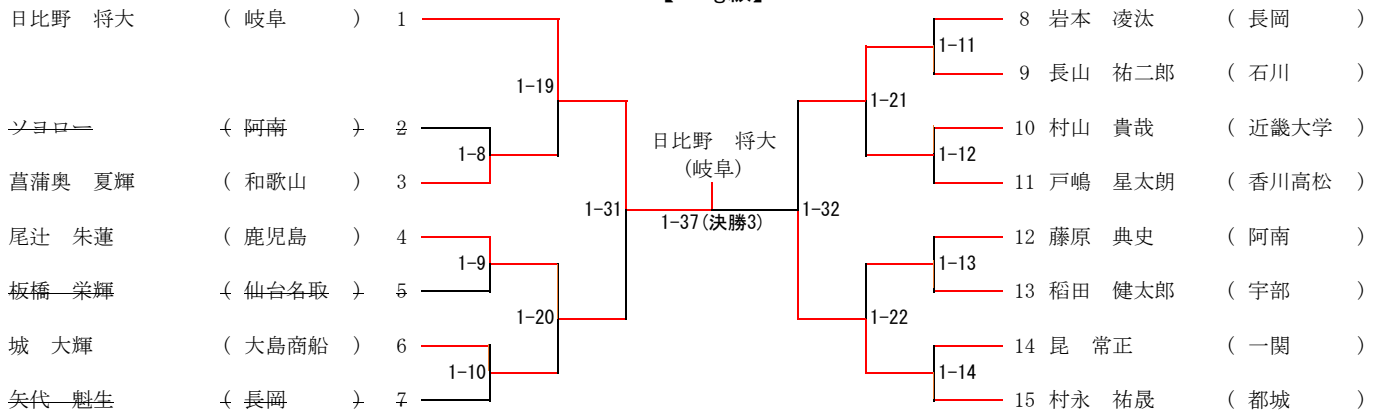 日比野 将大 ( 岐阜 ) 1
ソヨロー ( 阿南 ) 2
菖蒲奥 夏輝 ( 和歌山 ) 3
尾辻 朱蓮 ( 鹿児島 ) 4
板橋 栄輝 ( 仙台名取 ) 5
城 大輝 ( 大島商船 ) 6
矢代 魁生 ( 長岡 ) 7
1-19
1-8
1-31
1-9
1-20
1-10
日比野 将大
(岐阜)
1-37(決勝3)
1-11
1-21
1-12
1-32
1-13
1-22
1-14
8 岩本 凌汰 ( 長岡 )
9 長山 祐二郎 ( 石川 )
10 村山 貴哉 ( 近畿大学 )
11 戸嶋 星太朗 ( 香川高松 )
12 藤原 典史 ( 阿南 )
13 稲田 健太郎 ( 宇部 )
14 昆 常正 ( 一関 )
15 村永 祐晟 ( 都城 )